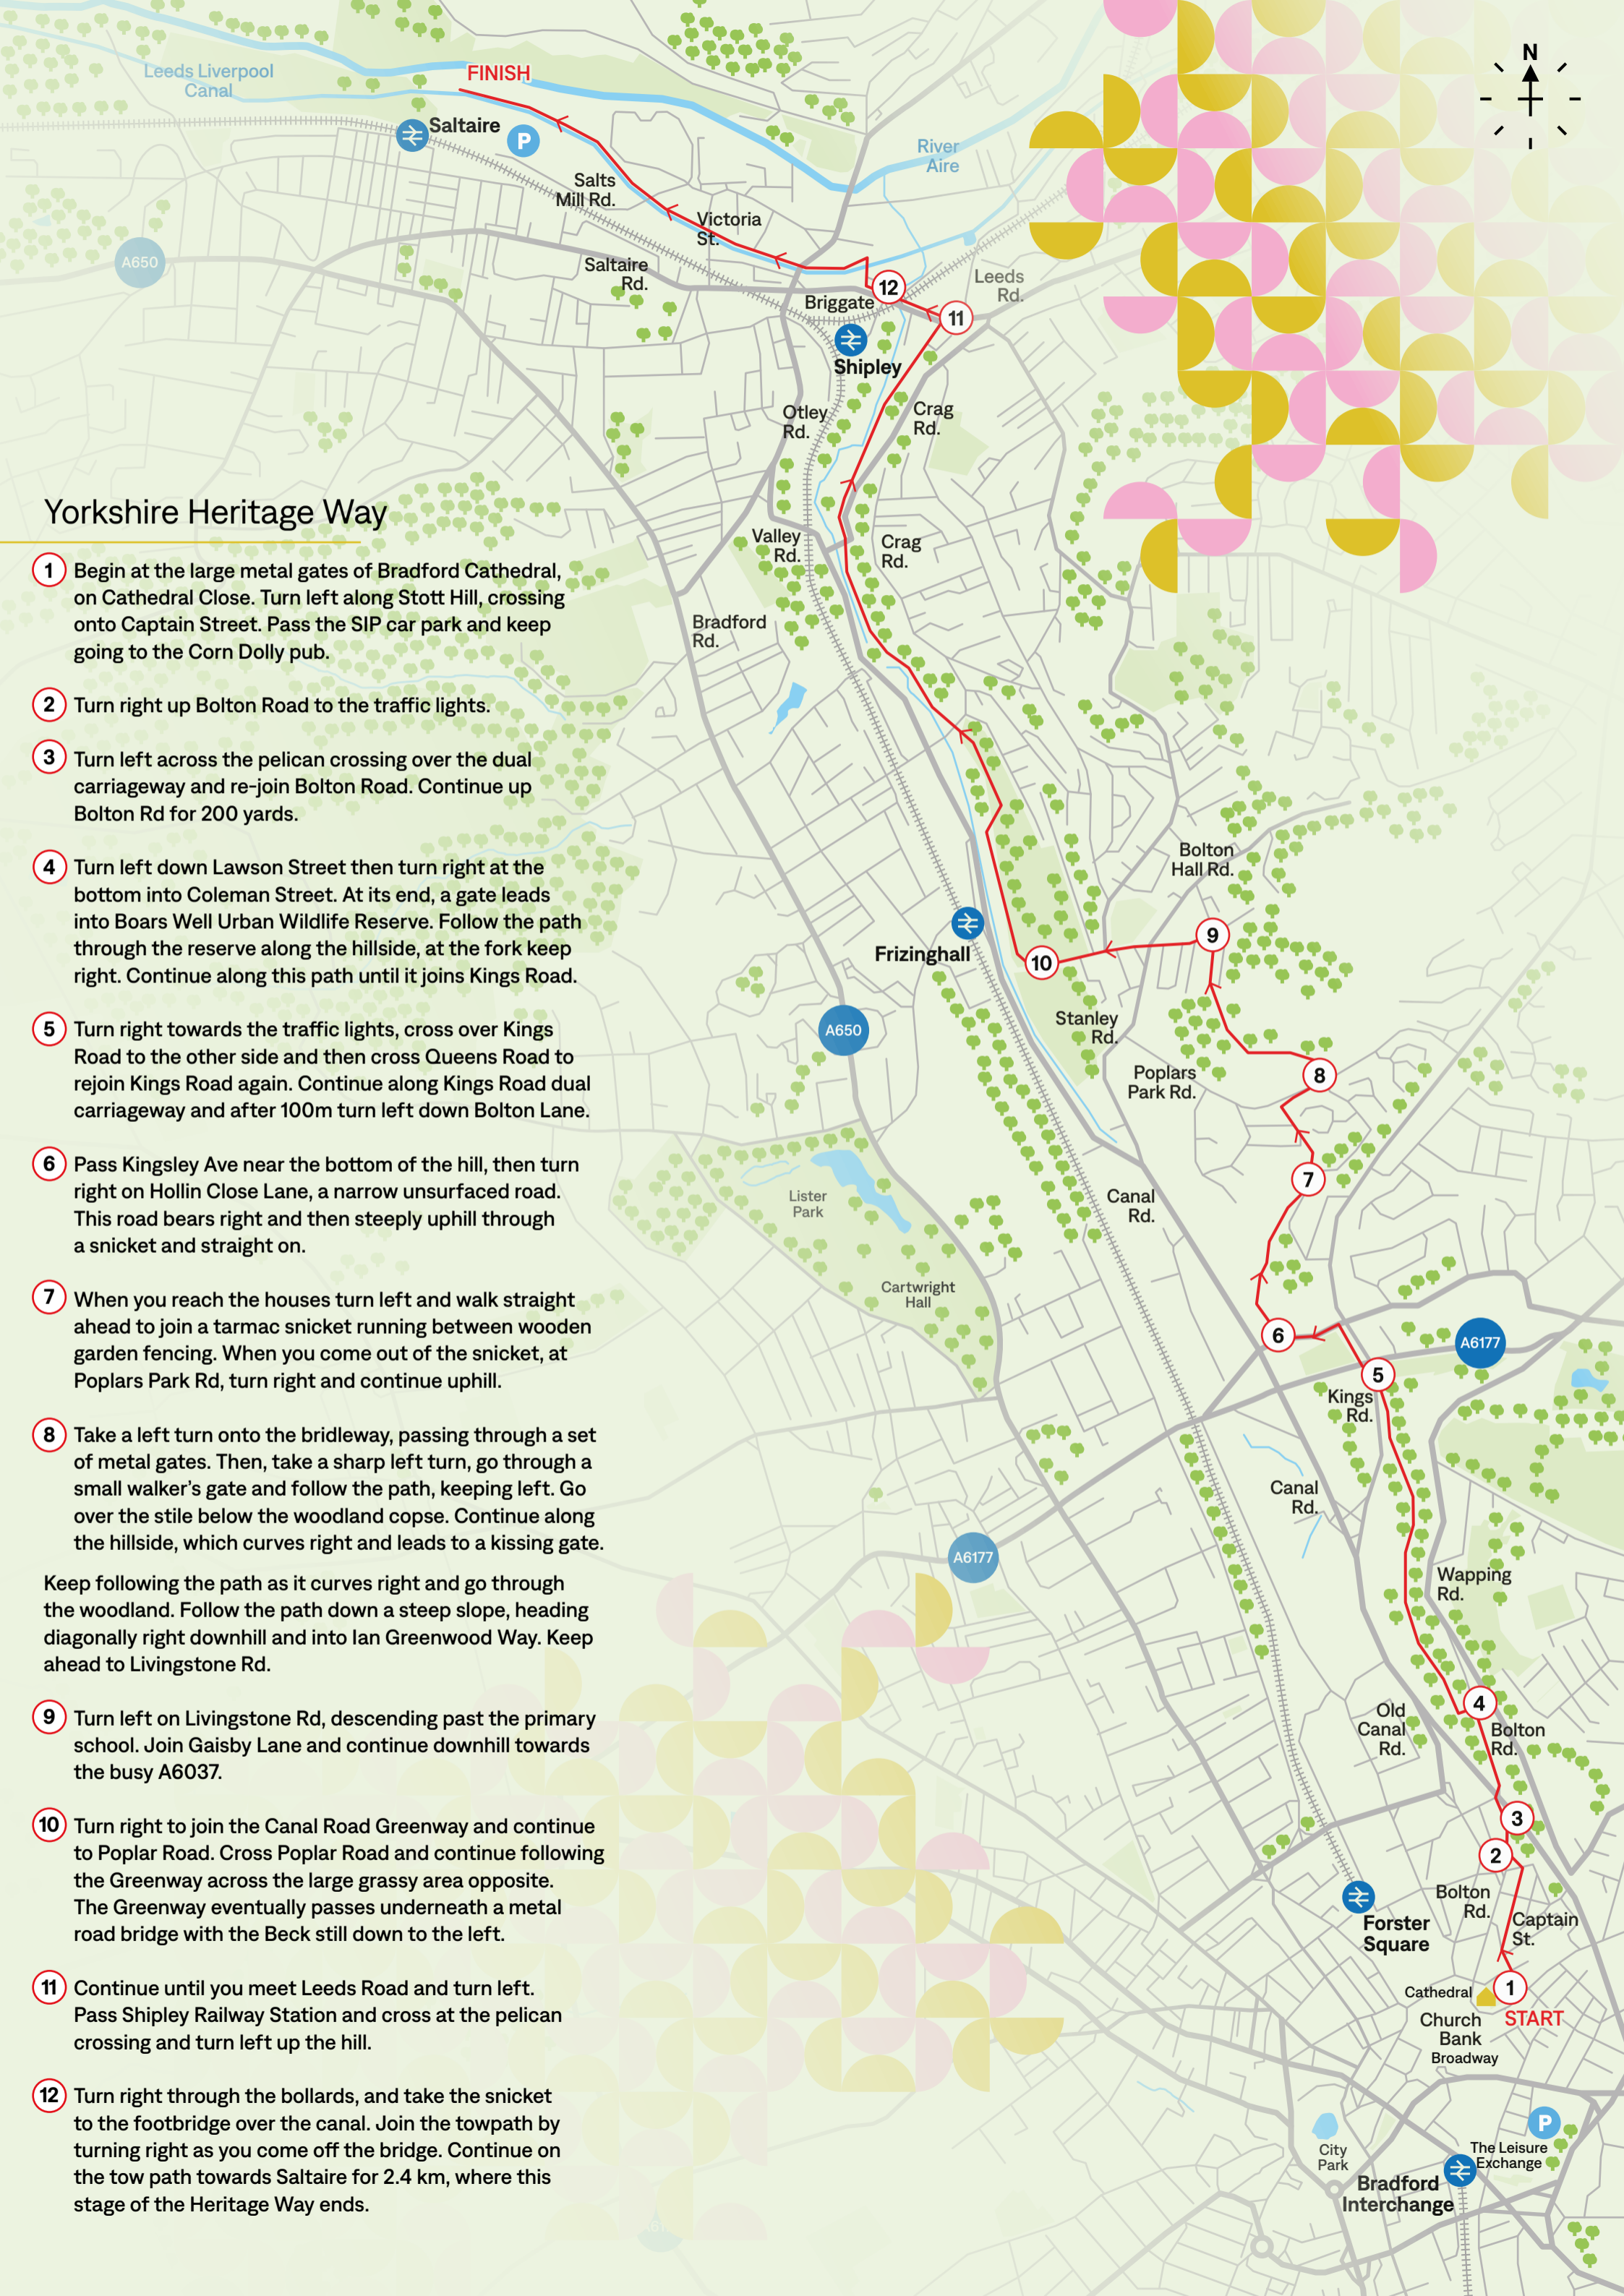 Yorkshire Heritage Way
1 Begin at the large metal gates of Bradford Cathedral,
on Cathedral Close. Turn left along Stott Hill, crossing
onto Captain Street. Pass the SIP car park and keep
going to the Corn Dolly pub.
2 Turn right up Bolton Road to the traffic lights.
3 Turn left across the pelican crossing over the dual
carriageway and re-join Bolton Road. Continue up
Bolton Rd for 200 yards.
4 Turn left down Lawson Street then turn right at the
bottom into Coleman Street. At its end, a gate leads
into Boars Well Urban Wildlife Reserve. Follow the path
through the reserve along the hillside, at the fork keep
right. Continue along this path until it joins Kings Road.
5 Turn right towards the traffic lights, cross over Kings
Road to the other side and then cross Queens Road to
rejoin Kings Road again. Continue along Kings Road dual
carriageway and after 100m turn left down Bolton Lane.
6 Pass Kingsley Ave near the bottom of the hill, then turn
right on Hollin Close Lane, a narrow unsurfaced road.
This road bears right and then steeply uphill through
a snicket and straight on.
7 When you reach the houses turn left and walk straight
ahead to join a tarmac snicket running between wooden
garden fencing. When you come out of the snicket, at
Poplars Park Rd, turn right and continue uphill.
8 Take a left turn onto the bridleway, passing through a set
of metal gates. Then, take a sharp left turn, go through a
small walker's gate and follow the path, keeping left. Go
over the stile below the woodland copse. Continue along
the hillside, which curves right and leads to a kissing gate.
Keep following the path as it curves right and go through
the woodland. Follow the path down a steep slope, heading
diagonally right downhill and into Ian Greenwood Way. Keep
ahead to Livingstone Rd.
9 Turn left on Livingstone Rd, descending past the primary
school. Join Gaisby Lane and continue downhill towards
the busy A6037.
10 Turn right to join the Canal Road Greenway and continue
to Poplar Road. Cross Poplar Road and continue following
the Greenway across the large grassy area opposite.
The Greenway eventually passes underneath a metal
road bridge with the Beck still down to the left.
11 Continue until you meet Leeds Road and turn left.
Pass Shipley Railway Station and cross at the pelican
crossing and turn left up the hill.
12 Turn right through the bollards, and take the snicket
to the footbridge over the canal. Join the towpath by
turning right as you come off the bridge. Continue on
the tow path towards Saltaire for 2.4 km, where this
stage of the Heritage Way ends.
N
Leeds Liverpool
Canal
FINISH
Saltaire
P
River
Aire
Salts
Mill Rd.
Victoria
St.
A650
Saltaire
Rd.
Leeds
Rd.
12
Briggate
11
Shipley
Otley
Rd.
Crag
Rd.
Valley
Rd.
Crag
Rd.
Bradford
Rd.
Bolton
Hall Rd.
9
Frizinghall
10
A650
Stanley
Rd.
Poplars
Park Rd.
8
7
Lister
Park
Canal
Rd.
Cartwright
Hall
6
A6177
5
Kings
Rd.
Canal
Rd.
A6177
Wapping
Rd.
4
Old
Canal
Rd.
Bolton
Rd.
3
2
Bolton
Rd.
Captain
St.
Forster
Square
1
Cathedral
START
Church
Bank
Broadway
P
City
Park
The Leisure
Exchange
Bradford
Interchange